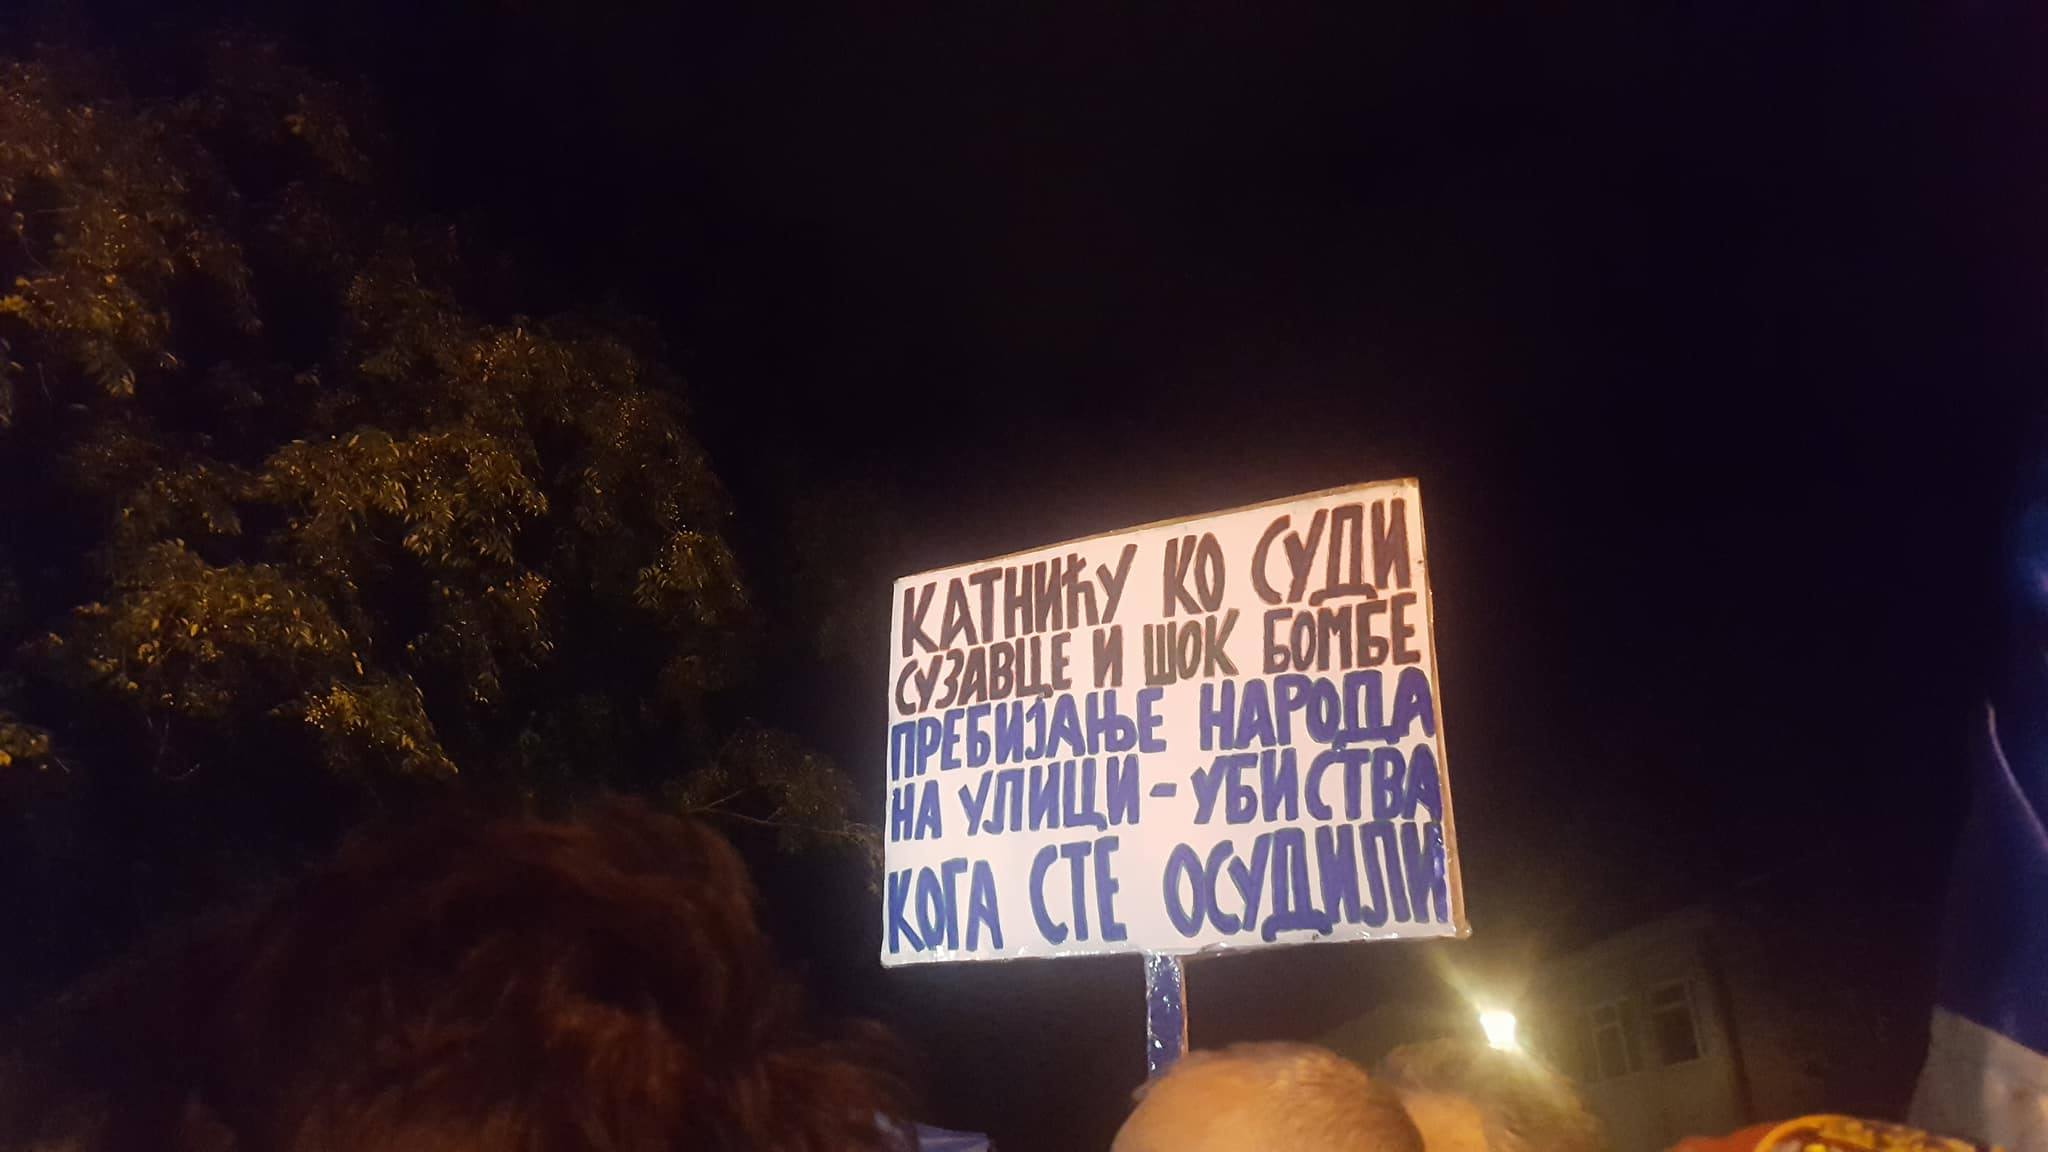 КАТНИЋУ КО СУДИ
СУЗАВЦЕ И ШОК БОМБЕ
ПРЕБИЈАЊЕ НАРОДА
НА УЛИЦИ - УБИСТВА
КОГА СТЕ ОСУДИЛИ